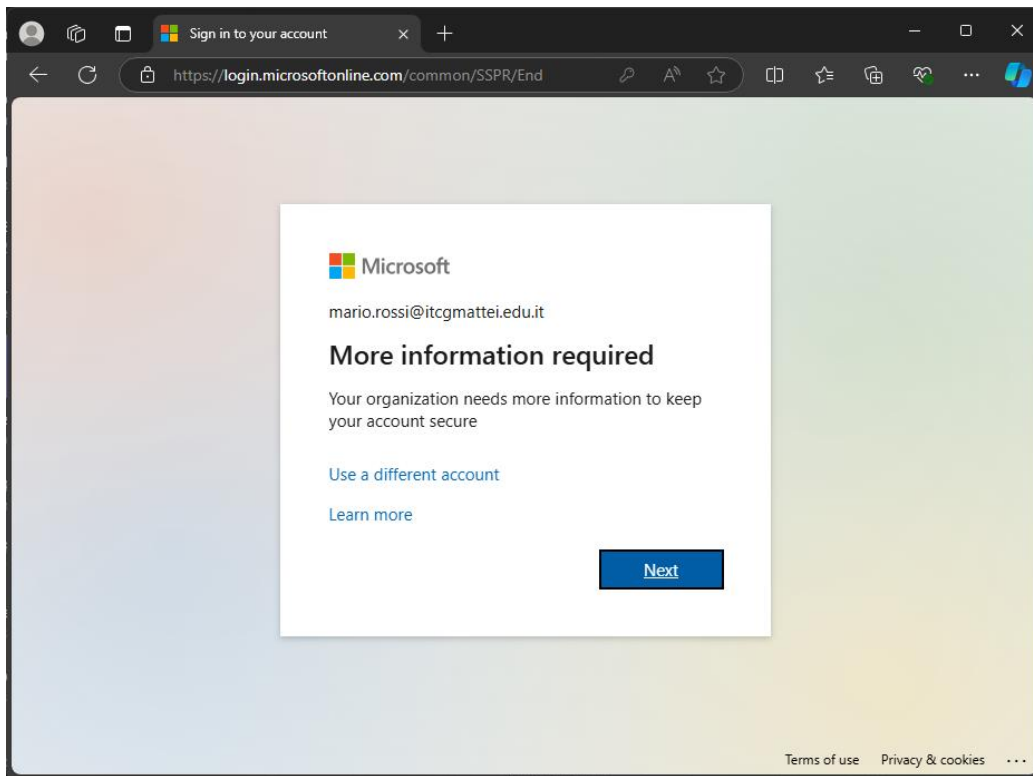 Sign in to your account
https://login.microsoftonline.com/common/SSPR/End
Microsoft
mario.rossi@itcgmattei.edu.it
More information required
Your organization needs more information to keep
your account secure
Use a different account
Learn more
Next
Terms of use Privacy & cookies ...